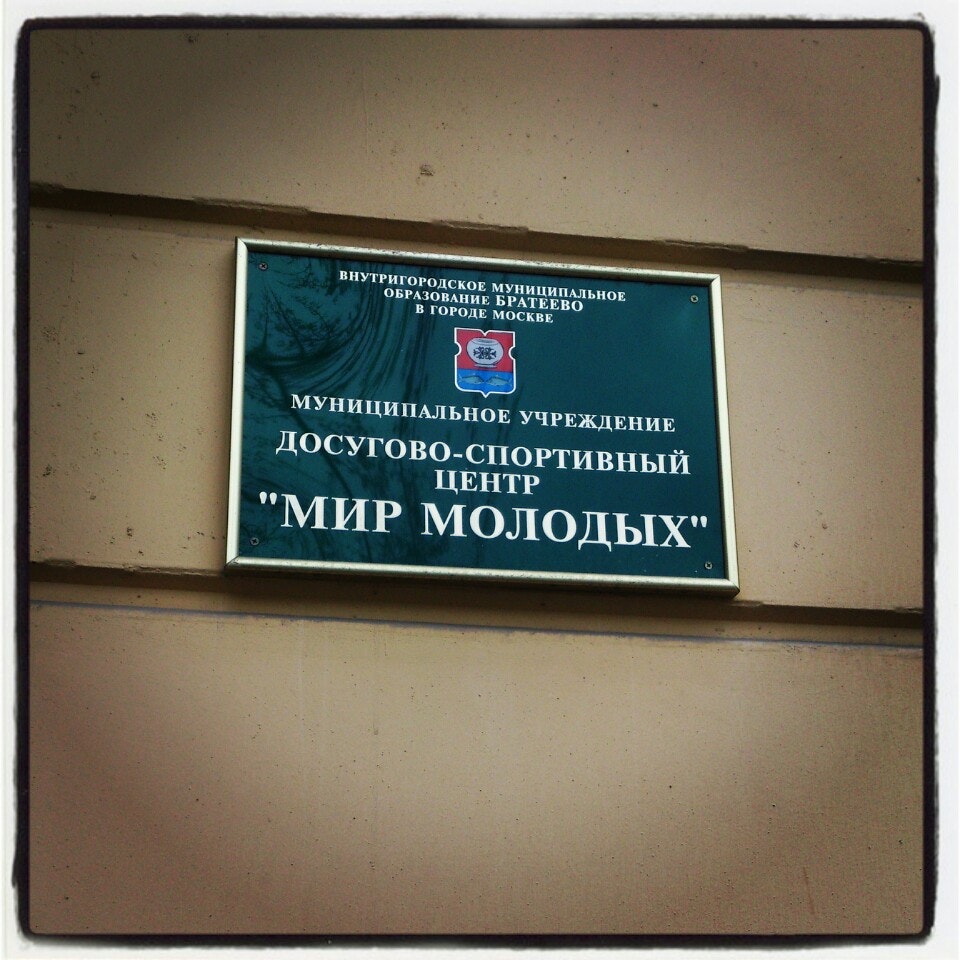 ВНУТРИГОРОДСКОЕ МУНИЦИПАЛЬНОЕ
ОБРАЗОВАНИЕ БРАТЕЕВО
В ГОРОДЕ МОСКВЕ
МУНИЦИПАЛЬНОЕ УЧРЕЖДЕНИЕ
ДОСУГОВО-СПОРТИВНЫЙ
ЦЕНТР
"МИР МОЛОДЫХ"